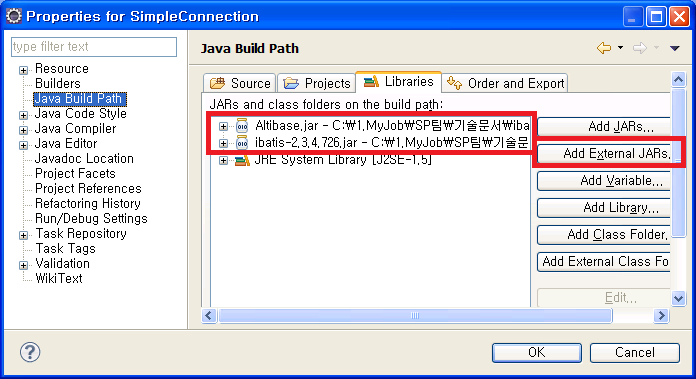 Properties for SimpleConnection
type filter text
Resource
Builders
Java Build Path
Java Code Style
Java Compiler
Java Editor
Javadoc Location
Project Facets
Project References
Refactoring History
Run/Debug Settings
Task Repository
Task Tags
Validation
WikiText
Java Build Path
Source
Projects
Libraries
Order and Export
JARs and class folders on the build path:
Altibase.jar - C:₩1.MyJob₩SP팀₩기술문서₩iba
ibatis-2.3.4.726.jar - C:₩1.MyJob₩SP팀₩기술문
JRE System Library [J2SE-1.5]
Add JARs...
Add External JARs.
Add Variable...
Add Library...
Add Class Folder.
Add External Class Fo
Edit...
?
OK
Cancel